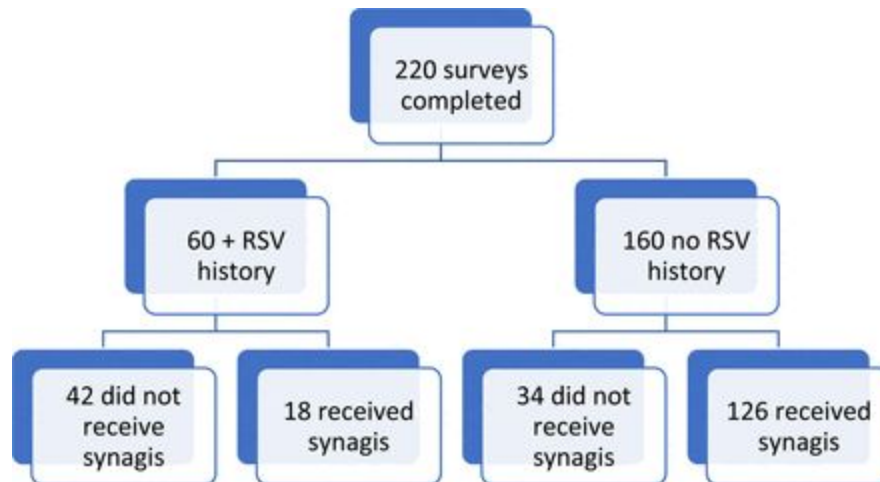 220 surveys
completed
60 + RSV
history
160 no RSV
history
42 did not
receive
synagis
18 received
synagis
34 did not
receive
synagis
126 received
synagis